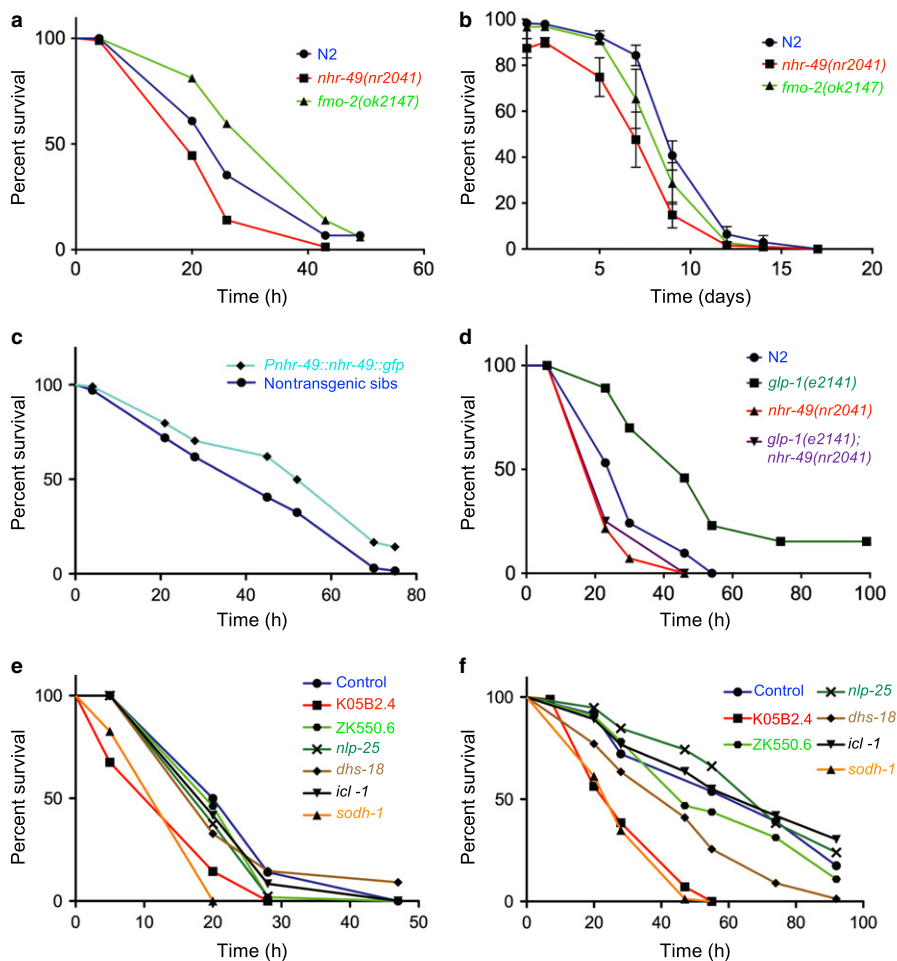 a
Percent survival
100
50
0
0
20
40
60
Time (h)
N2
nhr-49(nr2041)
fmo-2(ok2147)
b
Percent survival
100
80
60
40
20
0
5
10
15
20
Time (days)
N2
nhr-49(nr2041)
fmo-2(ok2147)
c
Percent survival
100
50
0
0
20
40
60
80
Time (h)
Pnhr-49::nhr-49::gfp
Nontransgenic sibs
d
Percent survival
100
50
0
0
20
40
60
80
100
Time (h)
N2
glp-1(e2141)
nhr-49(nr2041)
glp-1(e2141);
nhr-49(nr2041)
e
Percent survival
100
50
0
0
10
20
30
40
50
Time (h)
Control
K05B2.4
ZK550.6
nlp-25
dhs-18
icl -1
sodh-1
f
Percent survival
100
50
0
0
20
40
60
80
100
Time (h)
Control
K05B2.4
ZK550.6
nlp-25
dhs-18
icl -1
sodh-1